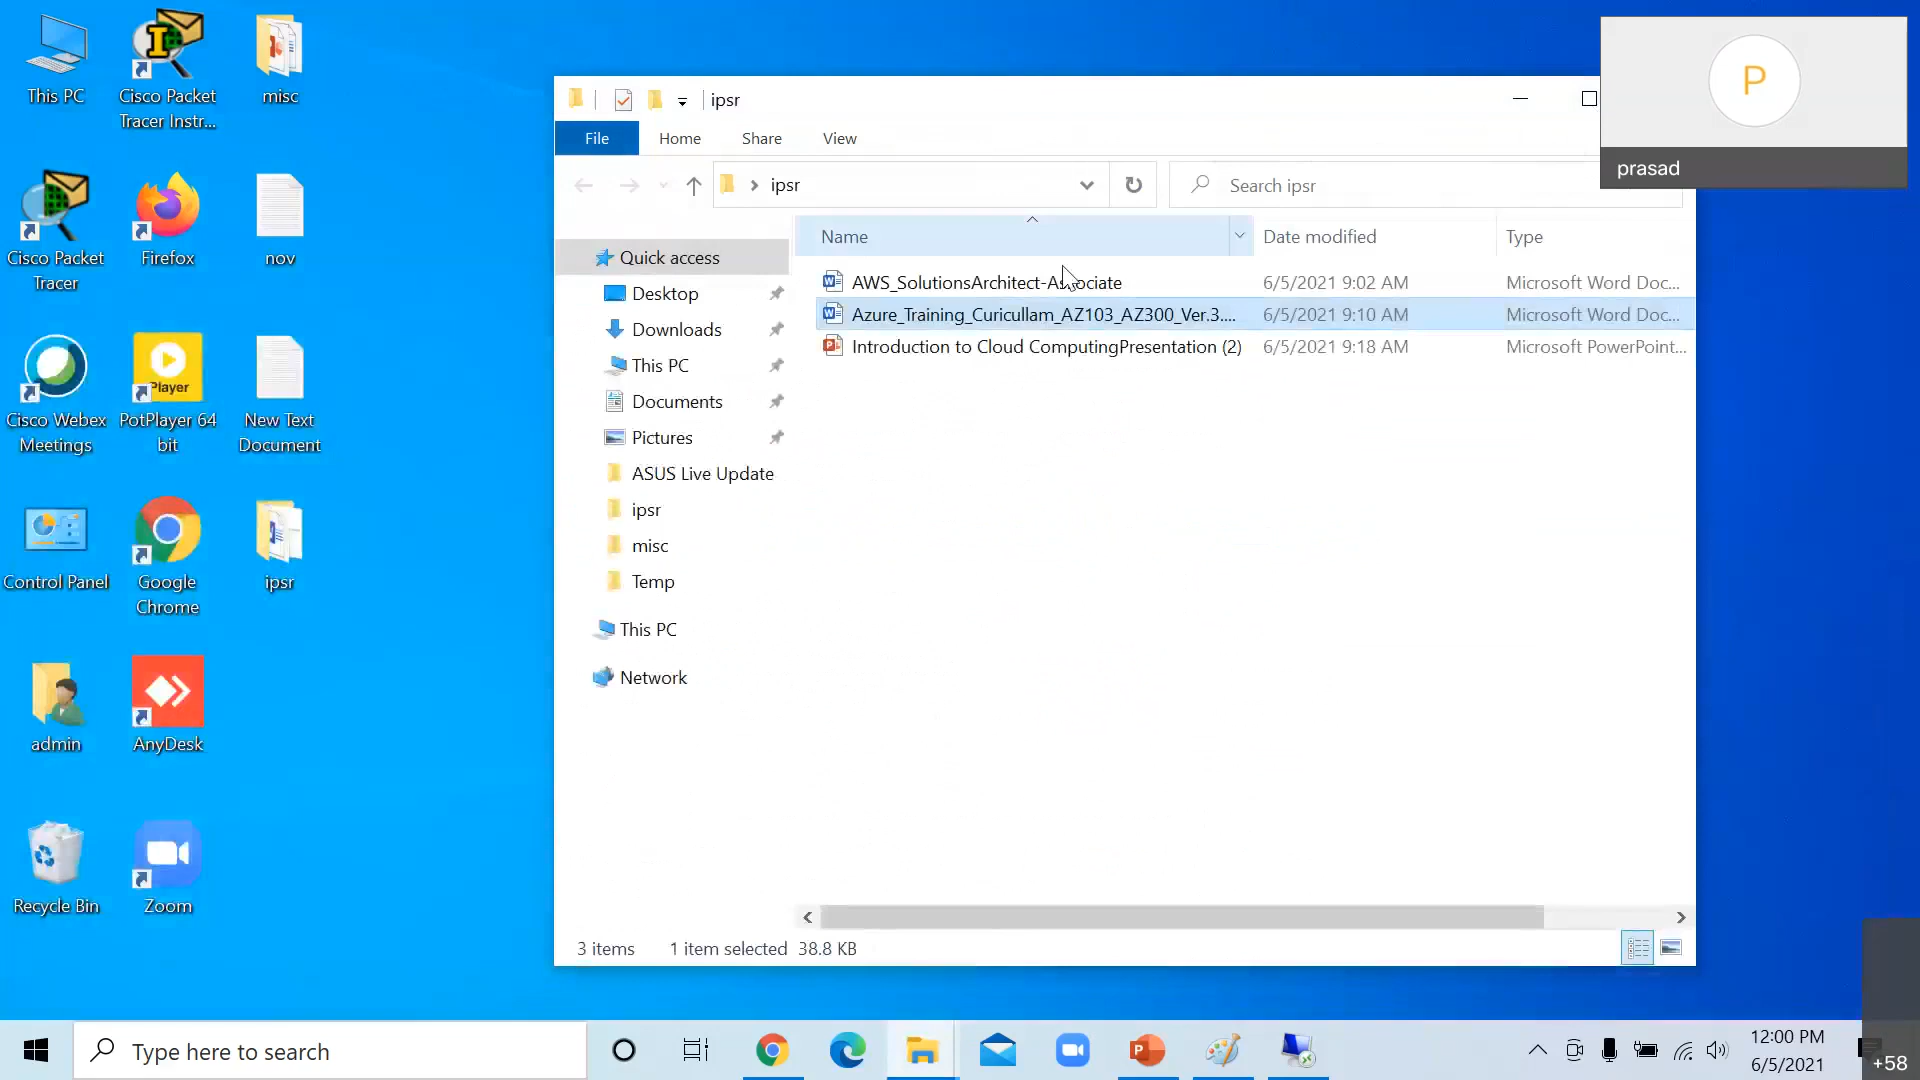 This PC
Cisco Packet
Tracer Instr...
misc
Cisco Packet
Tracer
Firefox
nov
Cisco Webex
Meetings
Player
PotPlayer 64
bit
New Text
Document
Control Panel
Google
Chrome
ipsr
admin
AnyDesk
Recycle Bin
Zoom
ipsr
File
Home
Share
View
ipsr
Search ipsr
Name
Date modified
Type
Quick access
Desktop
Downloads
This PC
Documents
Pictures
ASUS Live Update
ipsr
misc
Temp
This PC
Network
AWS_SolutionsArchitect-Associate 6/5/2021 9:02 AM Microsoft Word Doc...
Azure_Training_Curicullam_AZ103_AZ300_Ver.3.... 6/5/2021 9:10 AM Microsoft Word Doc...
Introduction to Cloud ComputingPresentation (2) 6/5/2021 9:18 AM Microsoft PowerPoint...
3 items 1 item selected 38.8 KB
P
prasad
Type here to search
12:00 PM
6/5/2021
+58